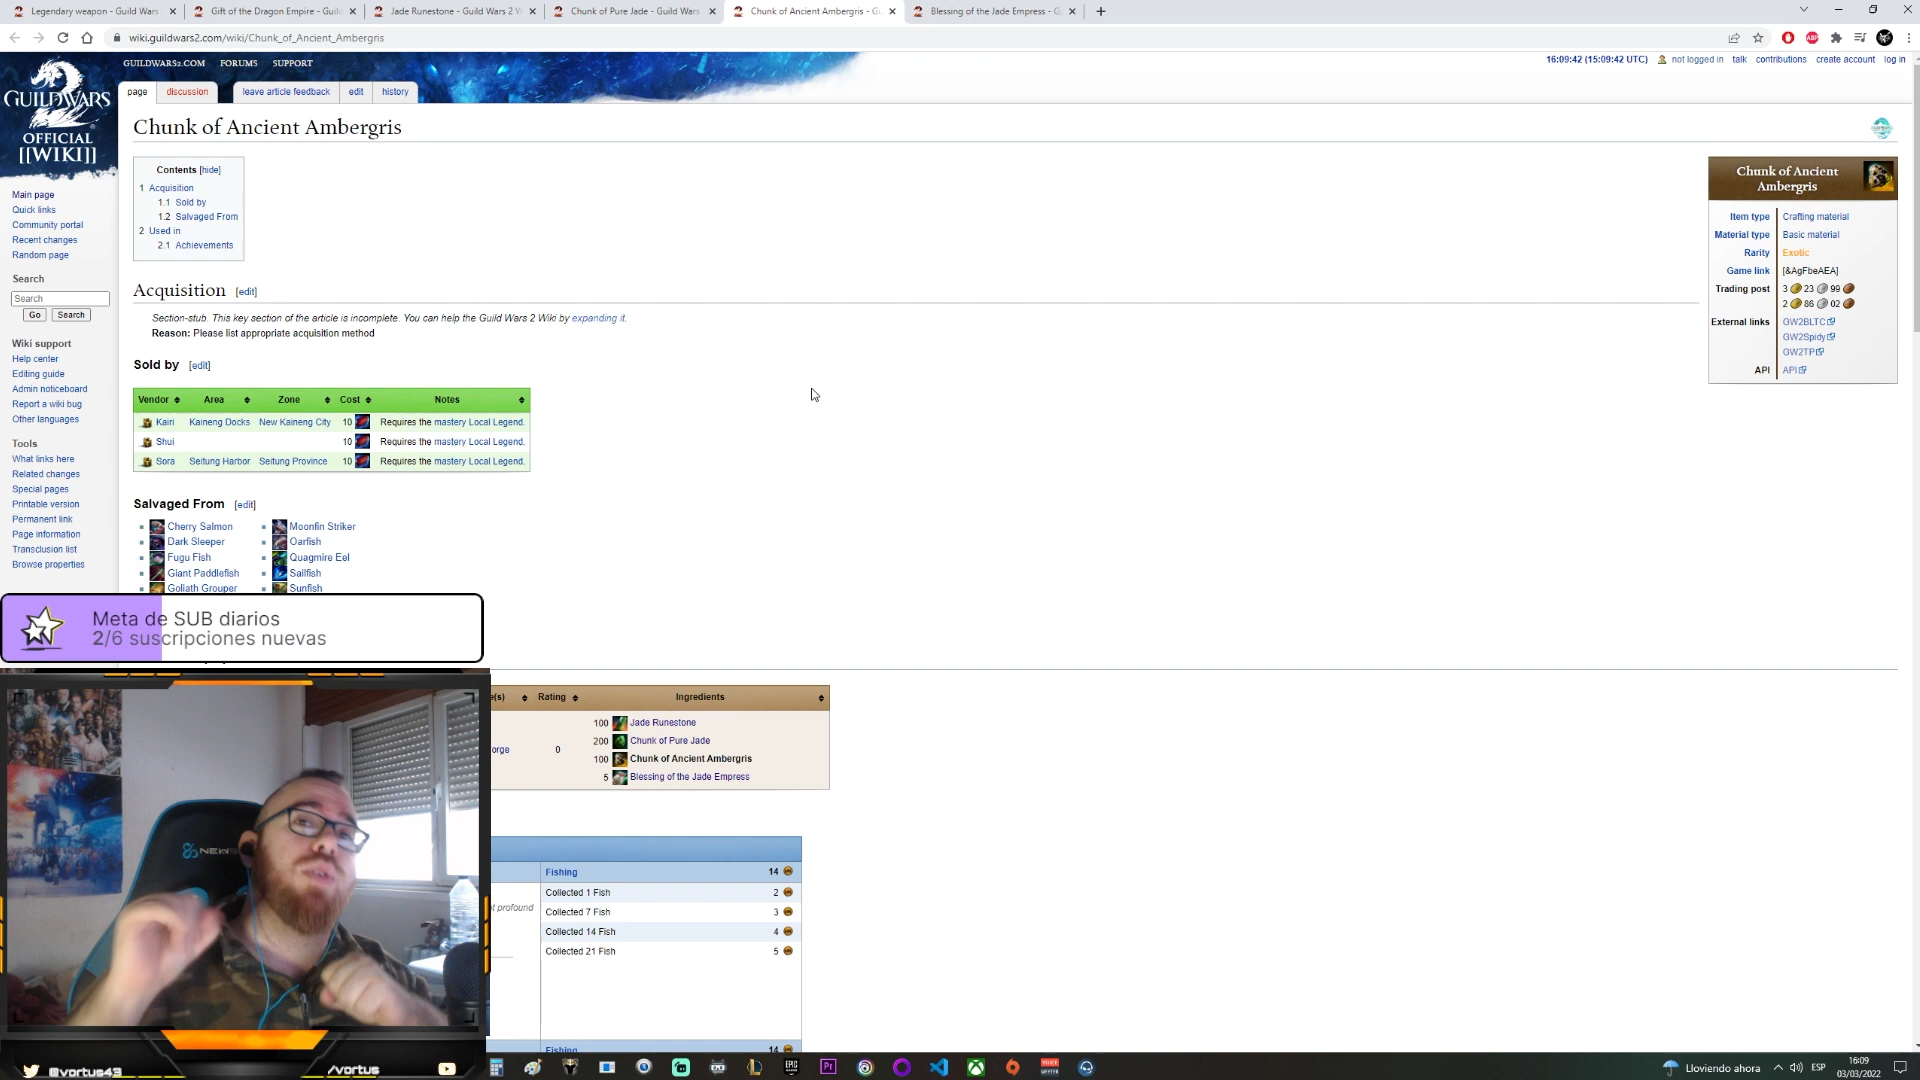 Legendary weapon - Guild Wars
Gift of the Dragon Empire - Guild
Jade Runestone - Guild Wars 2 W
Chunk of Pure Jade - Guild Wars
Chunk of Ancient Ambergris - Gu
Blessing of the Jade Empress - G
wiki.guildwars2.com/wiki/Chunk_of_Ancient_Ambergris
GUILDWARS2.COM FORUMS SUPPORT
16:09:42 (15:09:42 UTC) not logged in talk contributions create account log in
page discussion leave article feedback edit history
GUILDWARS
OFFICIAL
[[WIKI]]
Main page
Quick links
Community portal
Recent changes
Random page
Search
Search
Go Search
Wiki support
Help center
Editing guide
Admin noticeboard
Report a wiki bug
Other languages
Tools
What links here
Related changes
Special pages
Printable version
Permanent link
Page information
Transclusion list
Browse properties
Chunk of Ancient Ambergris
Contents [hide]
1 Acquisition
1.1 Sold by
1.2 Salvaged From
2 Used in
2.1 Achievements
Acquisition [edit]
Section-stub. This key section of the article is incomplete. You can help the Guild Wars 2 Wiki by expanding it.
Reason: Please list appropriate acquisition method
Sold by [edit]
Vendor Area Zone Cost Notes
Kairi Kaineng Docks New Kaineng City 10 Requires the mastery Local Legend.
Shui 10 Requires the mastery Local Legend.
Sora Seitung Harbor Seitung Province 10 Requires the mastery Local Legend.
Salvaged From [edit]
Cherry Salmon Moonfin Striker
Dark Sleeper Oarfish
Fugu Fish Quagmire Eel
Giant Paddlefish Sailfish
Goliath Grouper Sunfish
Chunk of Ancient
Ambergris
Item type Crafting material
Material type Basic material
Rarity Exotic
Game link [&AgFbeAEA]
Trading post 3 23 99
2 86 02
External links GW2BLTC
GW2Spidy
GW2TP
API API
Meta de SUB diarios
2/6 suscripciones nuevas
e(s) Rating Ingredients
orge 0
100 Jade Runestone
200 Chunk of Pure Jade
100 Chunk of Ancient Ambergris
5 Blessing of the Jade Empress
Fishing 14
Collected 1 Fish 2
t profound
Collected 7 Fish 3
Collected 14 Fish 4
Collected 21 Fish 5
Fishing 14
NEWS
@vortus43 /vortus
ABP
EPIC
Pr
Lloviendo ahora
ESP
16:09
03/03/2022